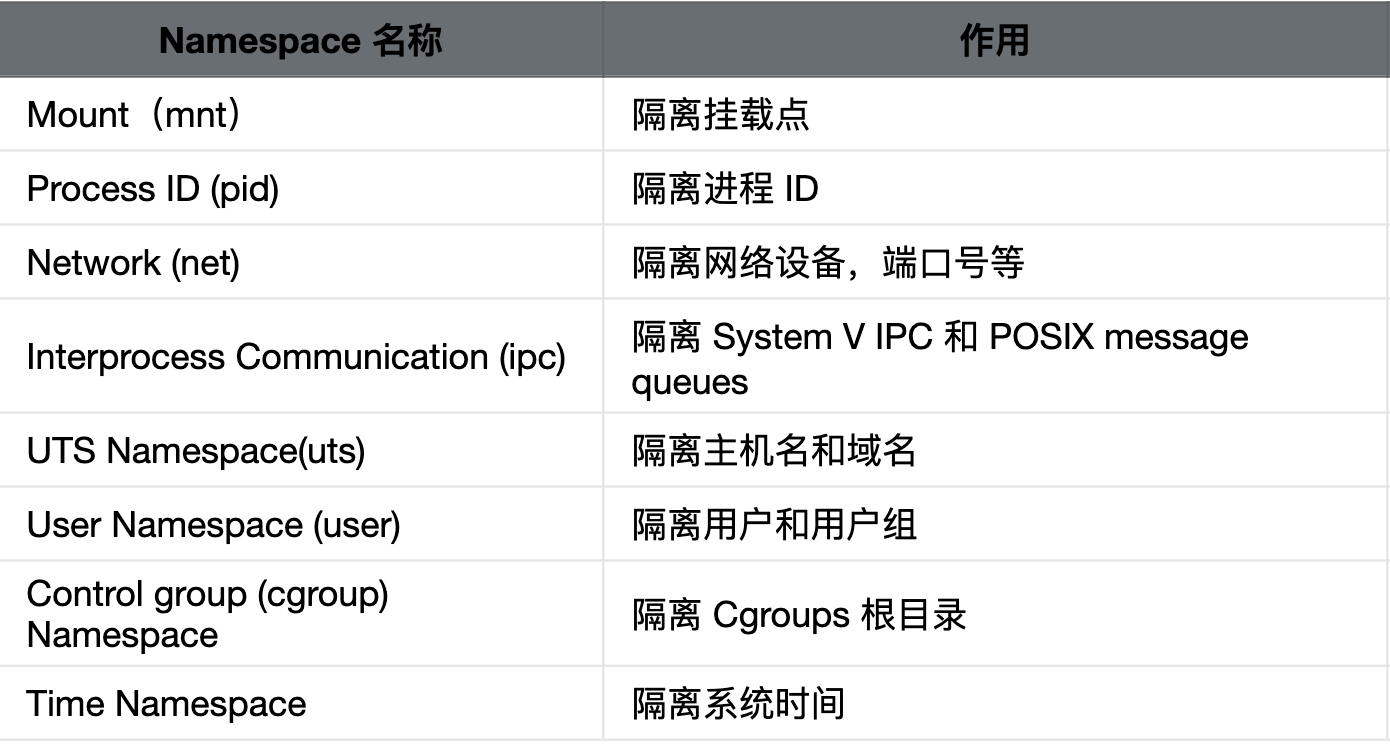 Namespace 名称 作用
Mount（mnt） 隔离挂载点
Process ID (pid) 隔离进程 ID
Network (net) 隔离网络设备，端口号等
Interprocess Communication (ipc) 隔离 System V IPC 和 POSIX message
queues
UTS Namespace(uts) 隔离主机名和域名
User Namespace (user) 隔离用户和用户组
Control group (cgroup)
Namespace 隔离 Cgroups 根目录
Time Namespace 隔离系统时间